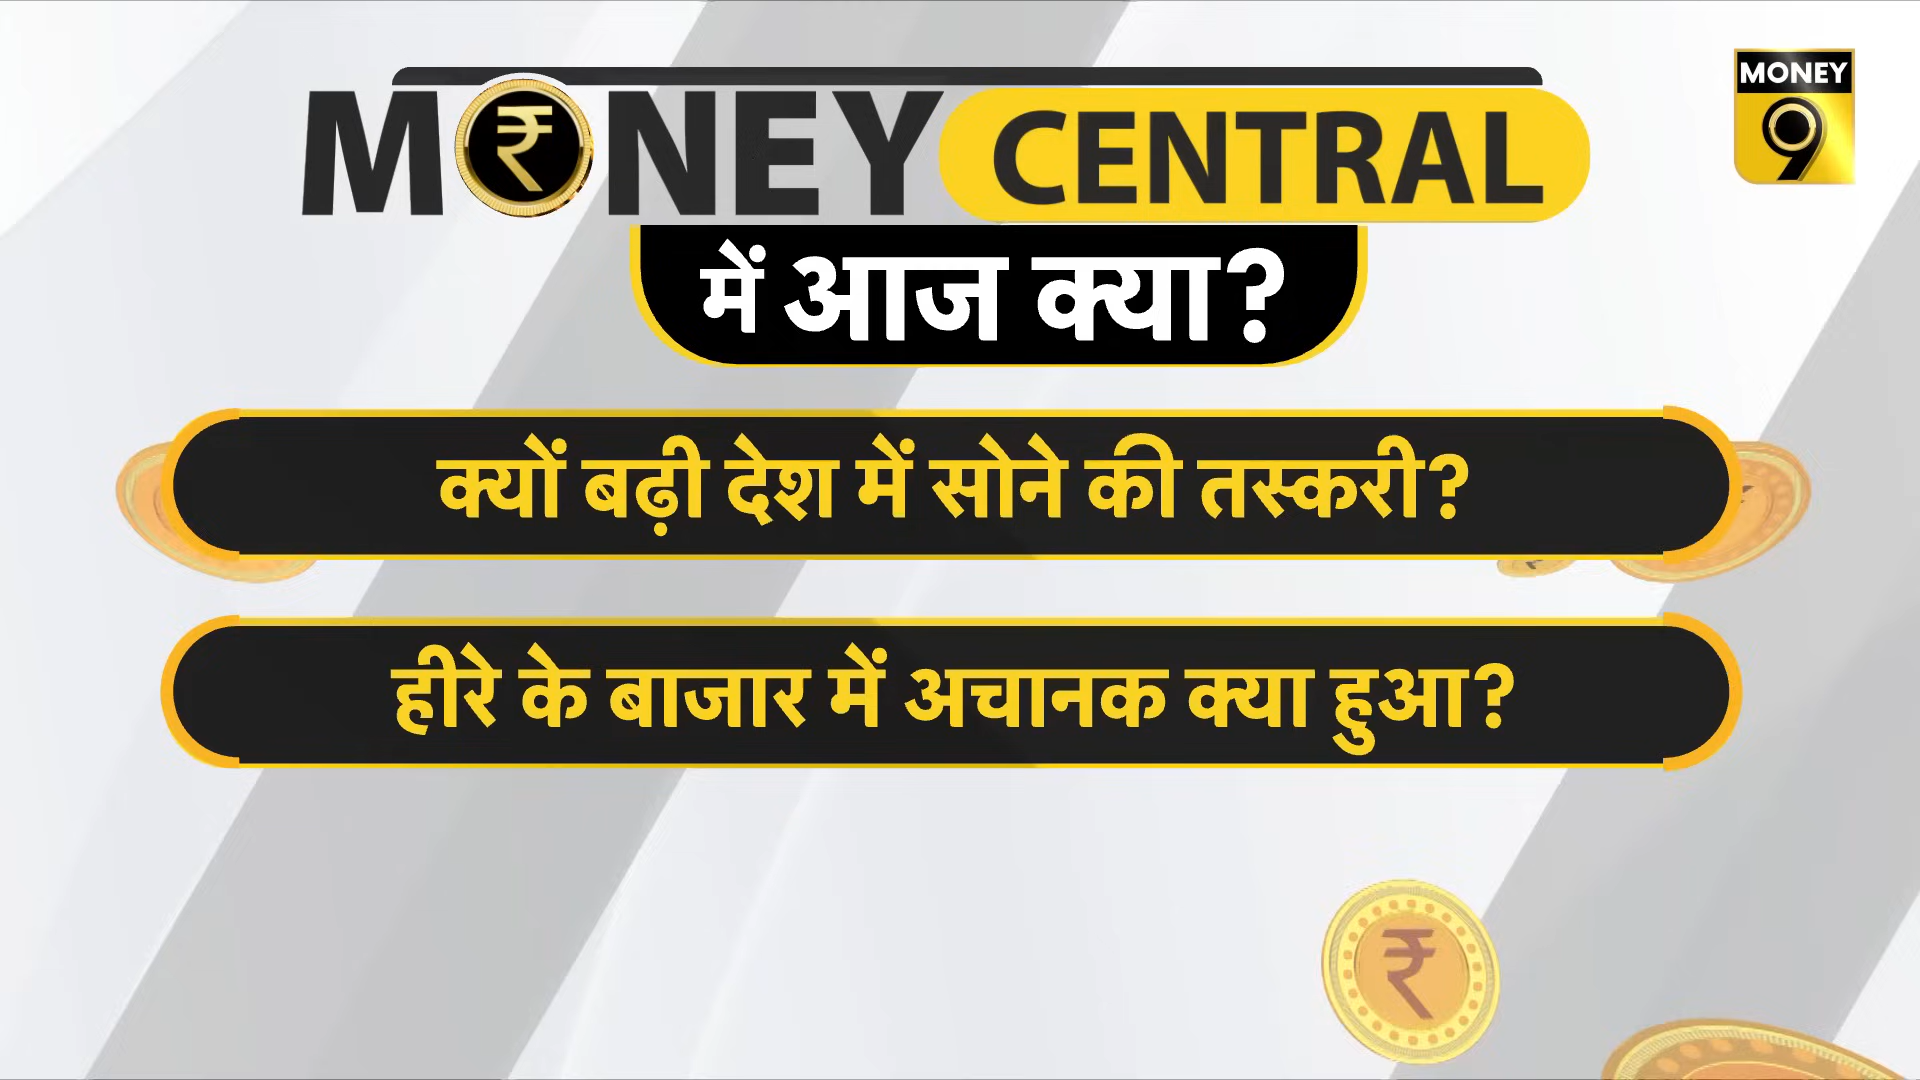 MONEY CENTRAL
MONEY
9
में आज क्या?
क्यों बढ़ी देश में सोने की तस्करी?
हीरे के बाजार में अचानक क्या हुआ?
₹